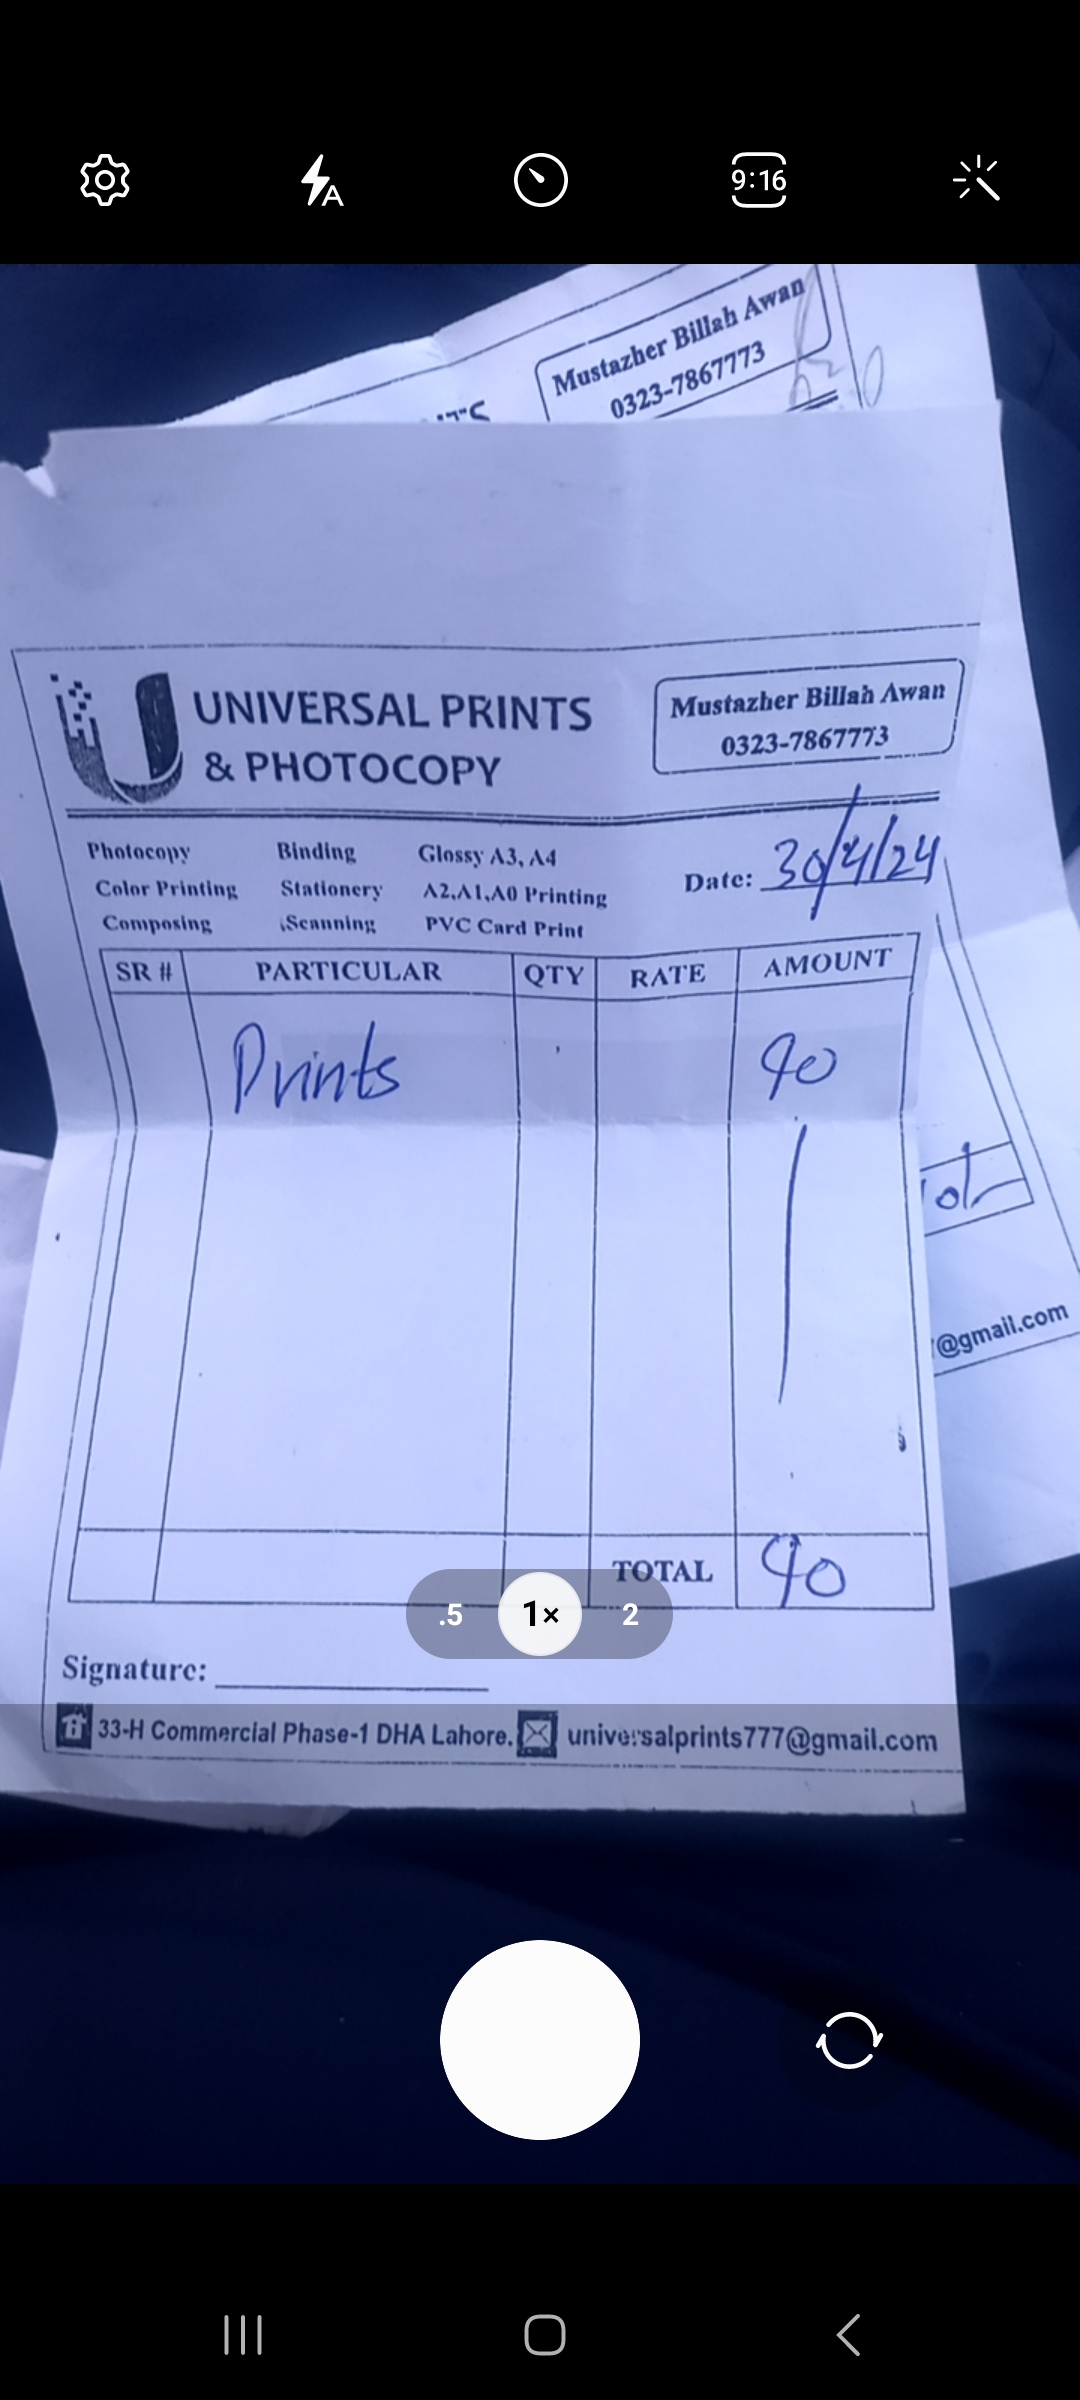 9:16
Mustazher Billah Awan
0323-7867773
UNIVERSAL PRINTS
& PHOTOCOPY
Mustazher Billah Awan
0323-7867773
Photocopy Binding Glossy A3, A4
Color Printing Stationery A2,A1,A0 Printing
Composing Scanning PVC Card Print
Date: 30/4/24
SR # PARTICULAR QTY RATE AMOUNT
Prints 90
@gmail.com
TOTAL 90
.5 1× 2
Signature:
33-H Commercial Phase-1 DHA Lahore. universalprints777@gmail.com